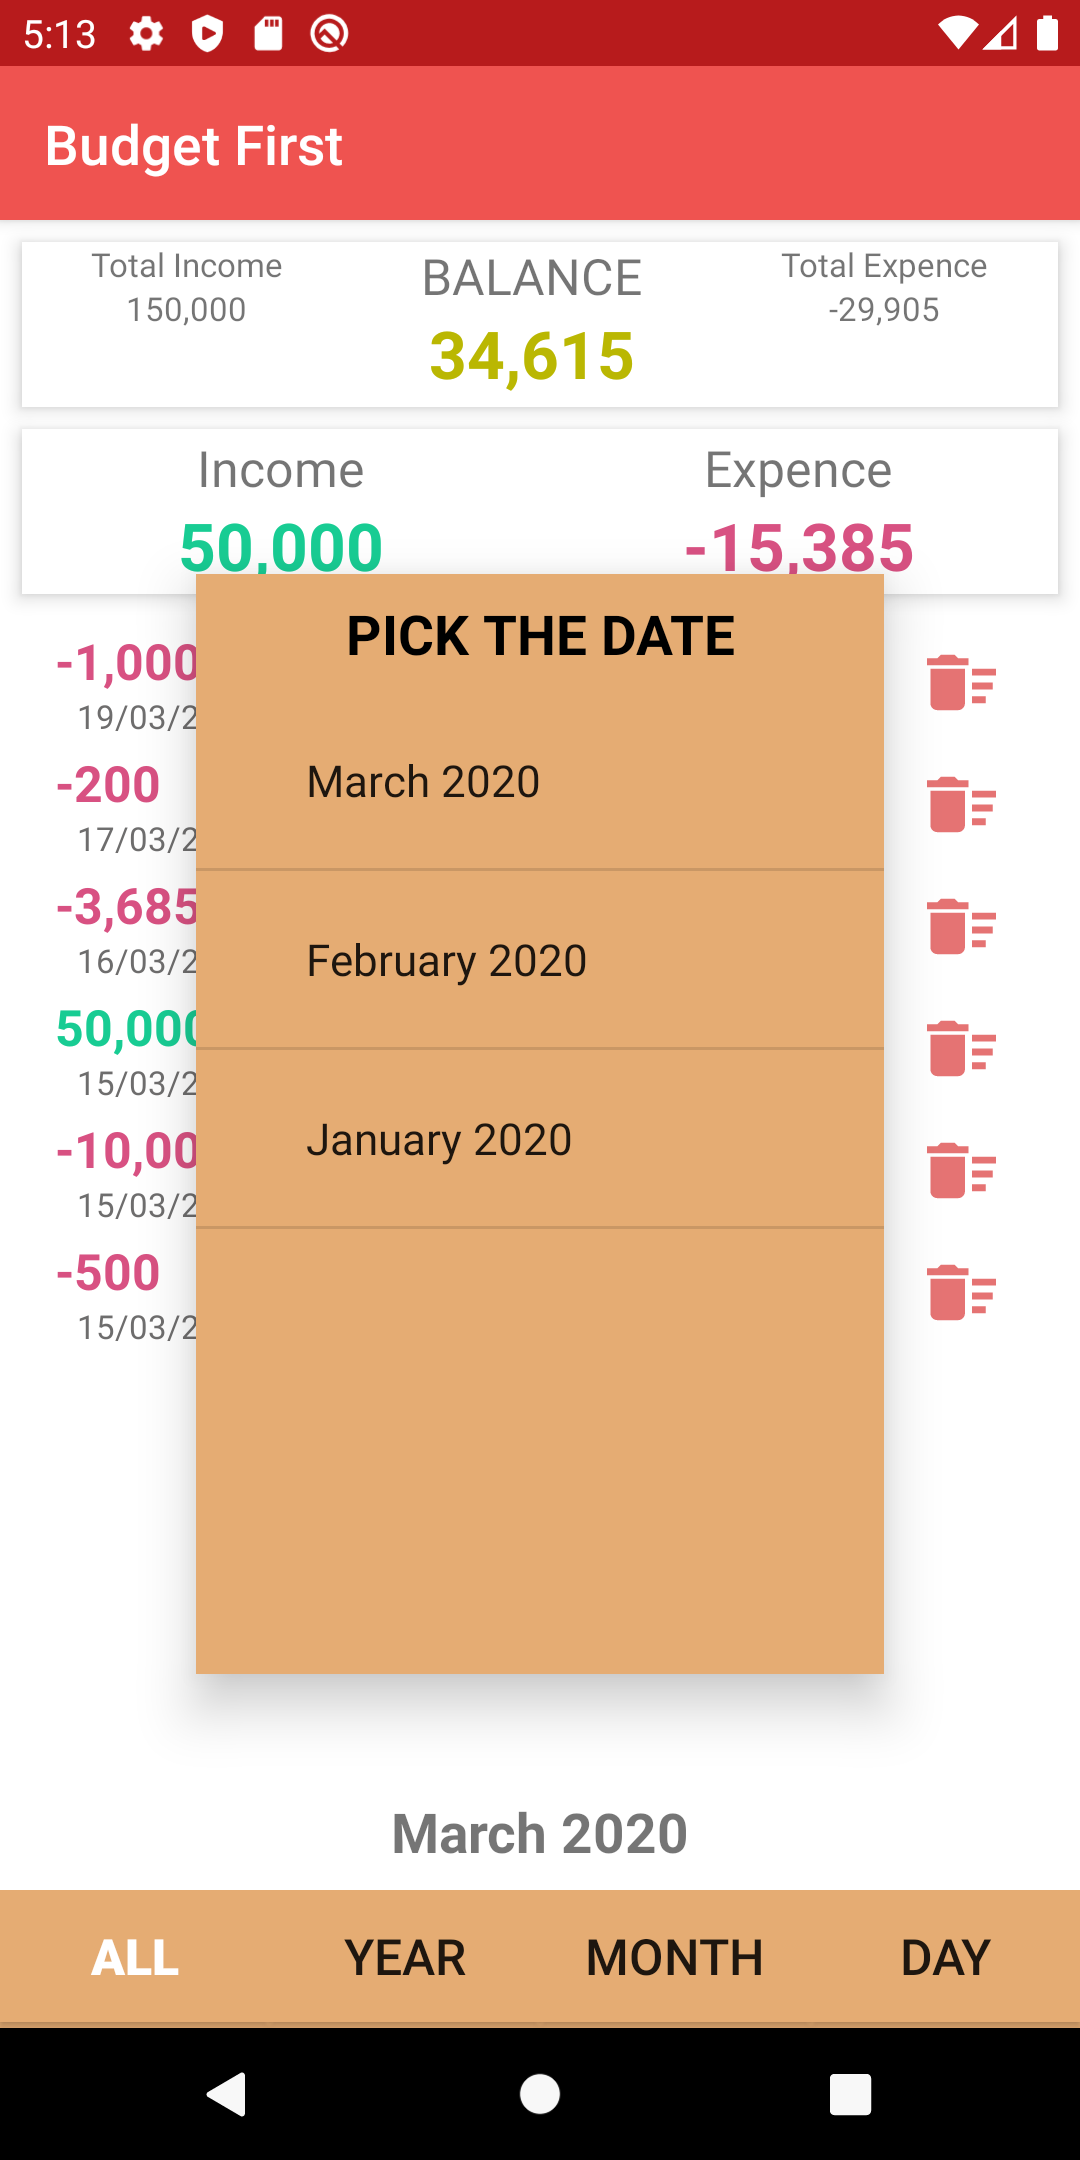 5:13
Budget First
Total Income
150,000
BALANCE
34,615
Total Expence
-29,905
Income
50,000
Expence
-15,385
PICK THE DATE
March 2020
February 2020
January 2020
-1,000
19/03/2
-200
17/03/2
-3,685
16/03/2
50,000
15/03/2
-10,00
15/03/2
-500
15/03/2
March 2020
ALL YEAR MONTH DAY